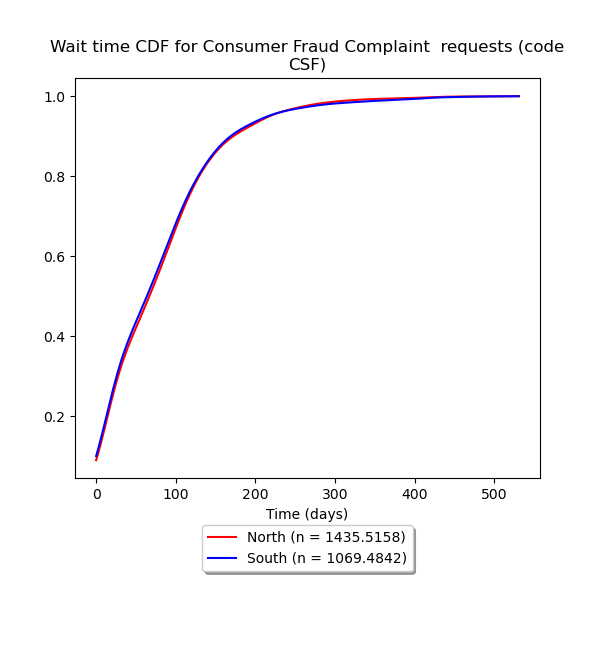 Wait time CDF for Consumer Fraud Complaint  requests (code
CSF)
1.0
0.8
0.6
0.4
0.2
0 100 200 300 400 500
Time (days)
North (n = 1435.5158)
South (n = 1069.4842)